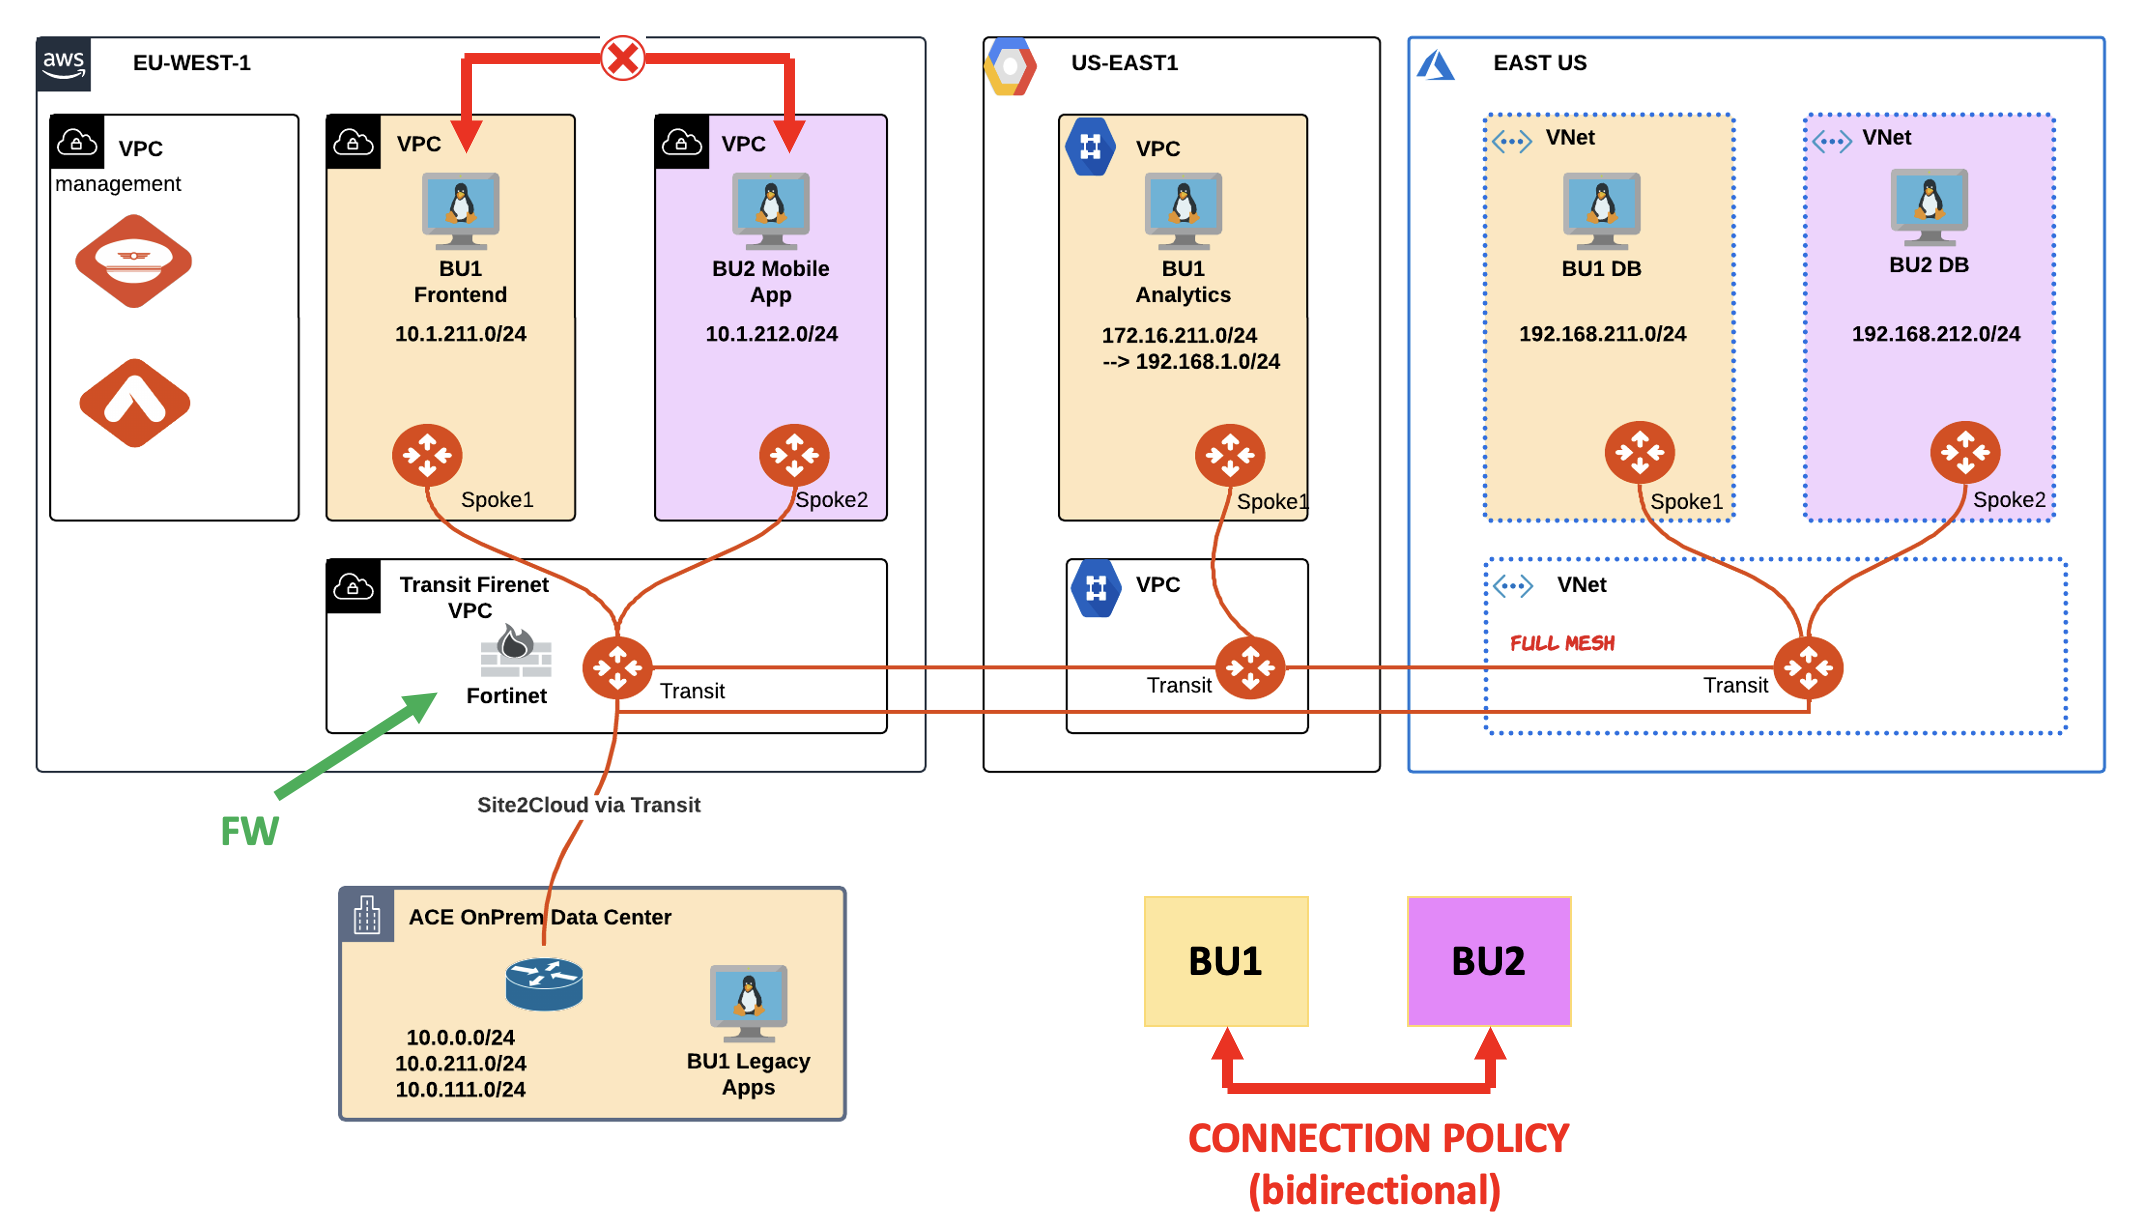 aws
EU-WEST-1
VPC
management
VPC
BU1
Frontend
10.1.211.0/24
Spoke1
VPC
BU2 Mobile
App
10.1.212.0/24
Spoke2
Transit Firenet
VPC
Fortinet
Transit
FW
Site2Cloud via Transit
ACE OnPrem Data Center
10.0.0.0/24
10.0.211.0/24
10.0.111.0/24
BU1 Legacy
Apps
US-EAST1
VPC
BU1
Analytics
172.16.211.0/24
--> 192.168.1.0/24
Spoke1
VPC
Transit
EAST US
VNet
BU1 DB
192.168.211.0/24
Spoke1
VNet
BU2 DB
192.168.212.0/24
Spoke2
VNet
FULL MESH
Transit
BU1
BU2
CONNECTION POLICY
(bidirectional)